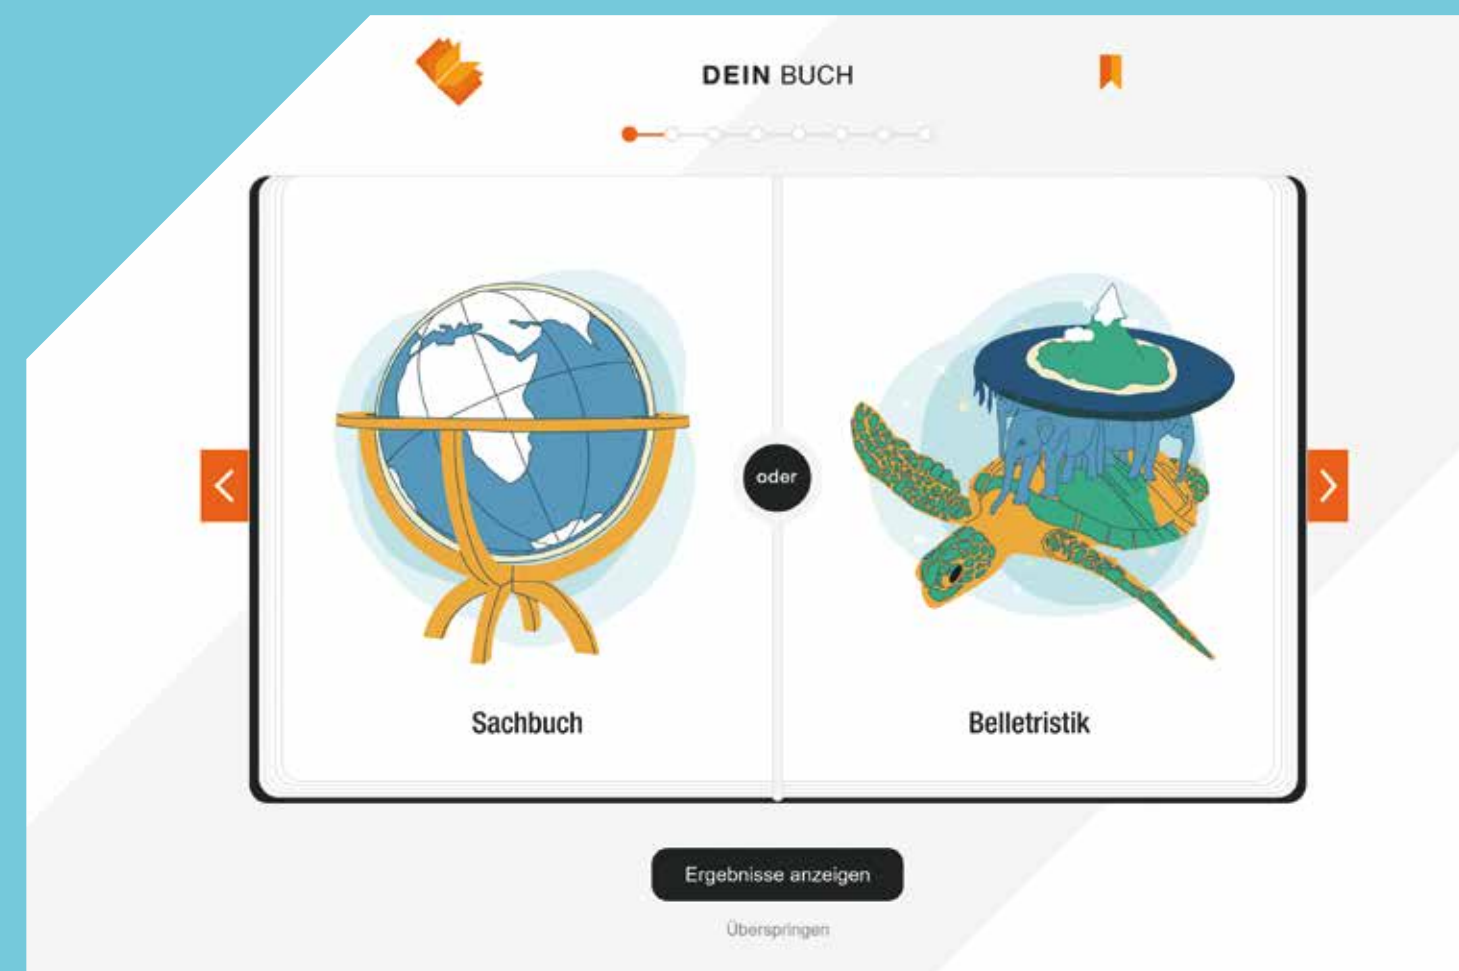 DEIN BUCH
oder
Sachbuch
Belletristik
Ergebnisse anzeigen
Überspringen